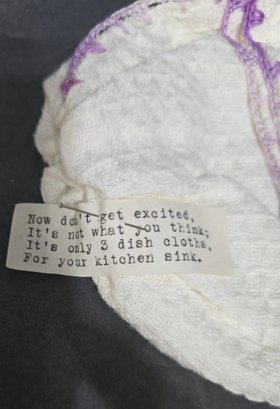 Now don't get excited,
It's not what you think;
It's only 3 dish cloths,
For your kitchen sink.